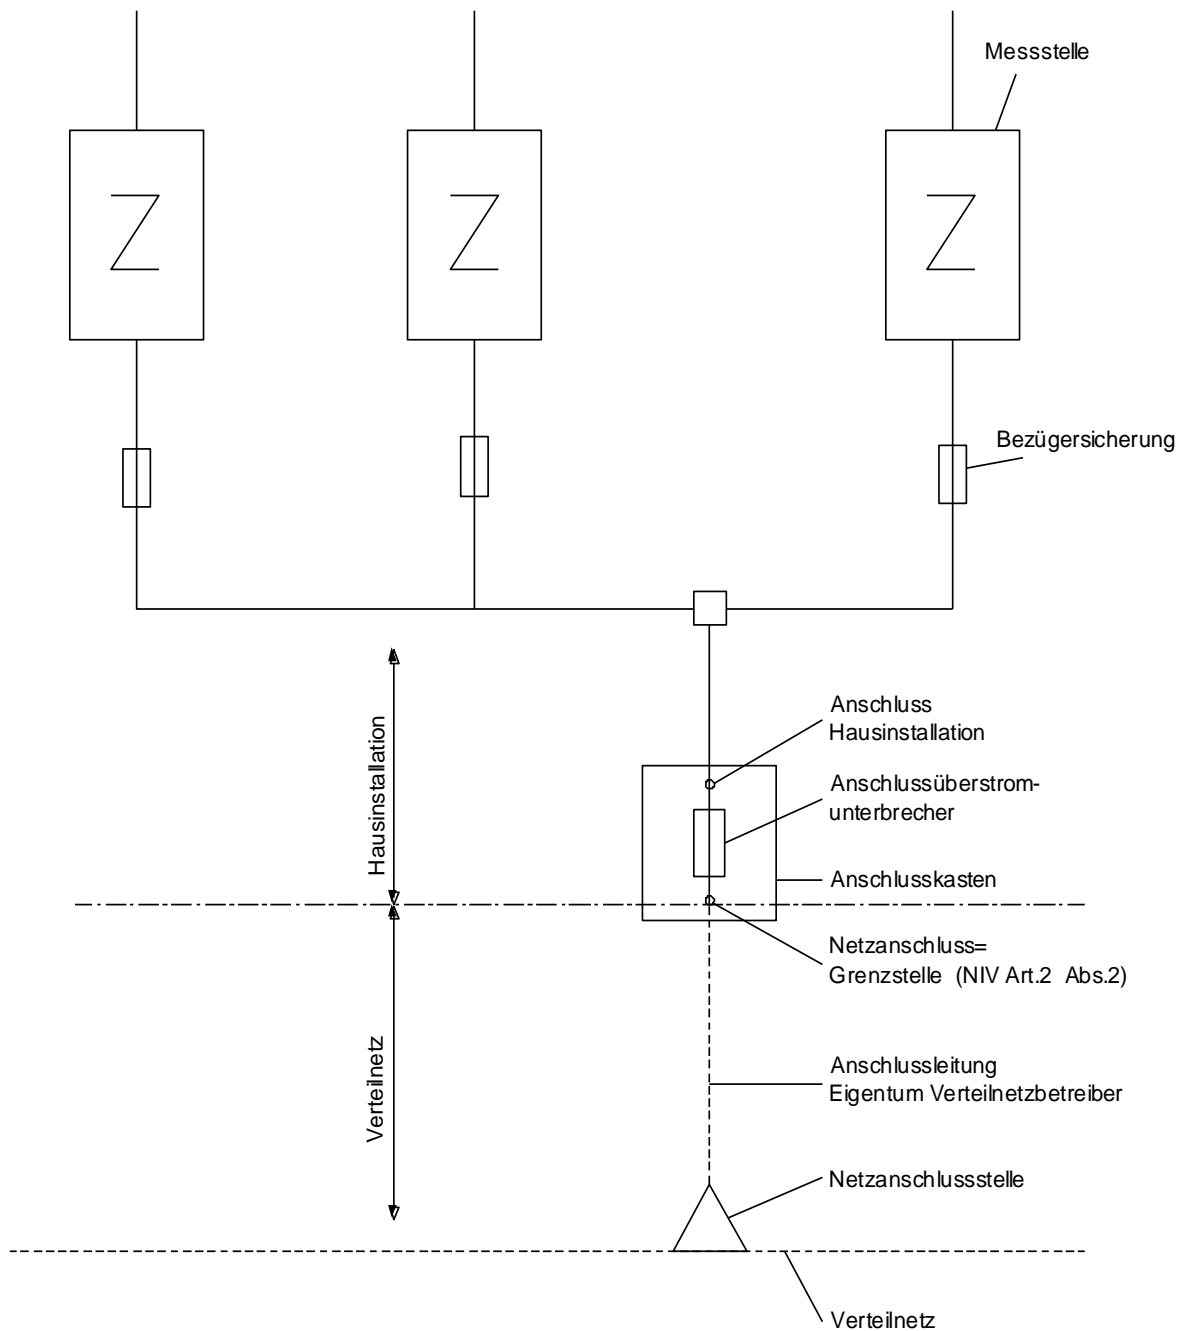 Messstelle
Z
Z
Z
Bezügersicherung
Anschluss
Hausinstallation
Anschlussüberstrom-
unterbrecher
Hausinstallation
Anschlusskasten
Netzanschluss=
Grenzstelle (NIV Art.2 Abs.2)
Anschlussleitung
Eigentum Verteilnetzbetreiber
Verteilnetz
Netzanschlussstelle
Verteilnetz